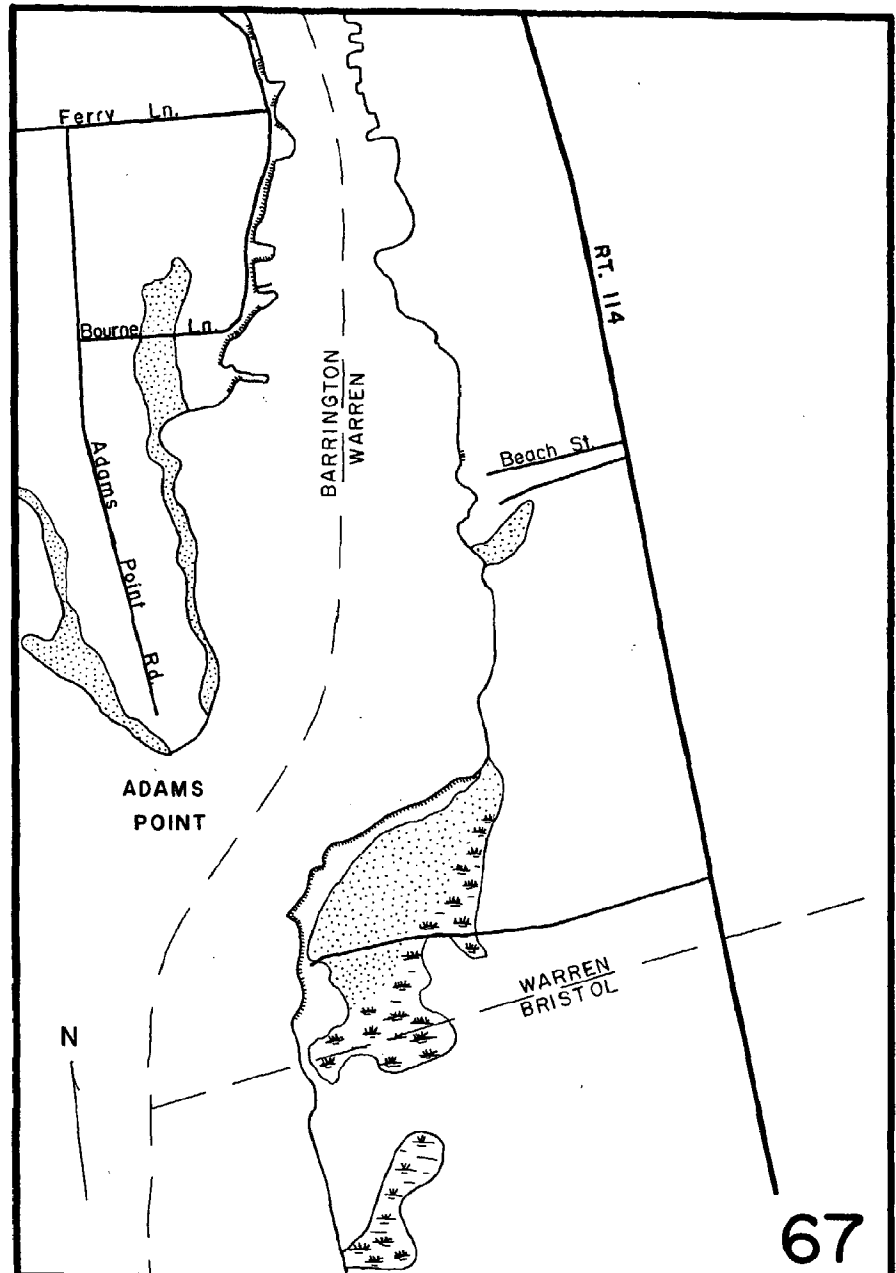 Ferry Ln.
RT. 114
Bourne Ln.
BARRINGTON
WARREN
Beach St.
Adams Point Rd.
ADAMS
POINT
WARREN
BRISTOL
N
67